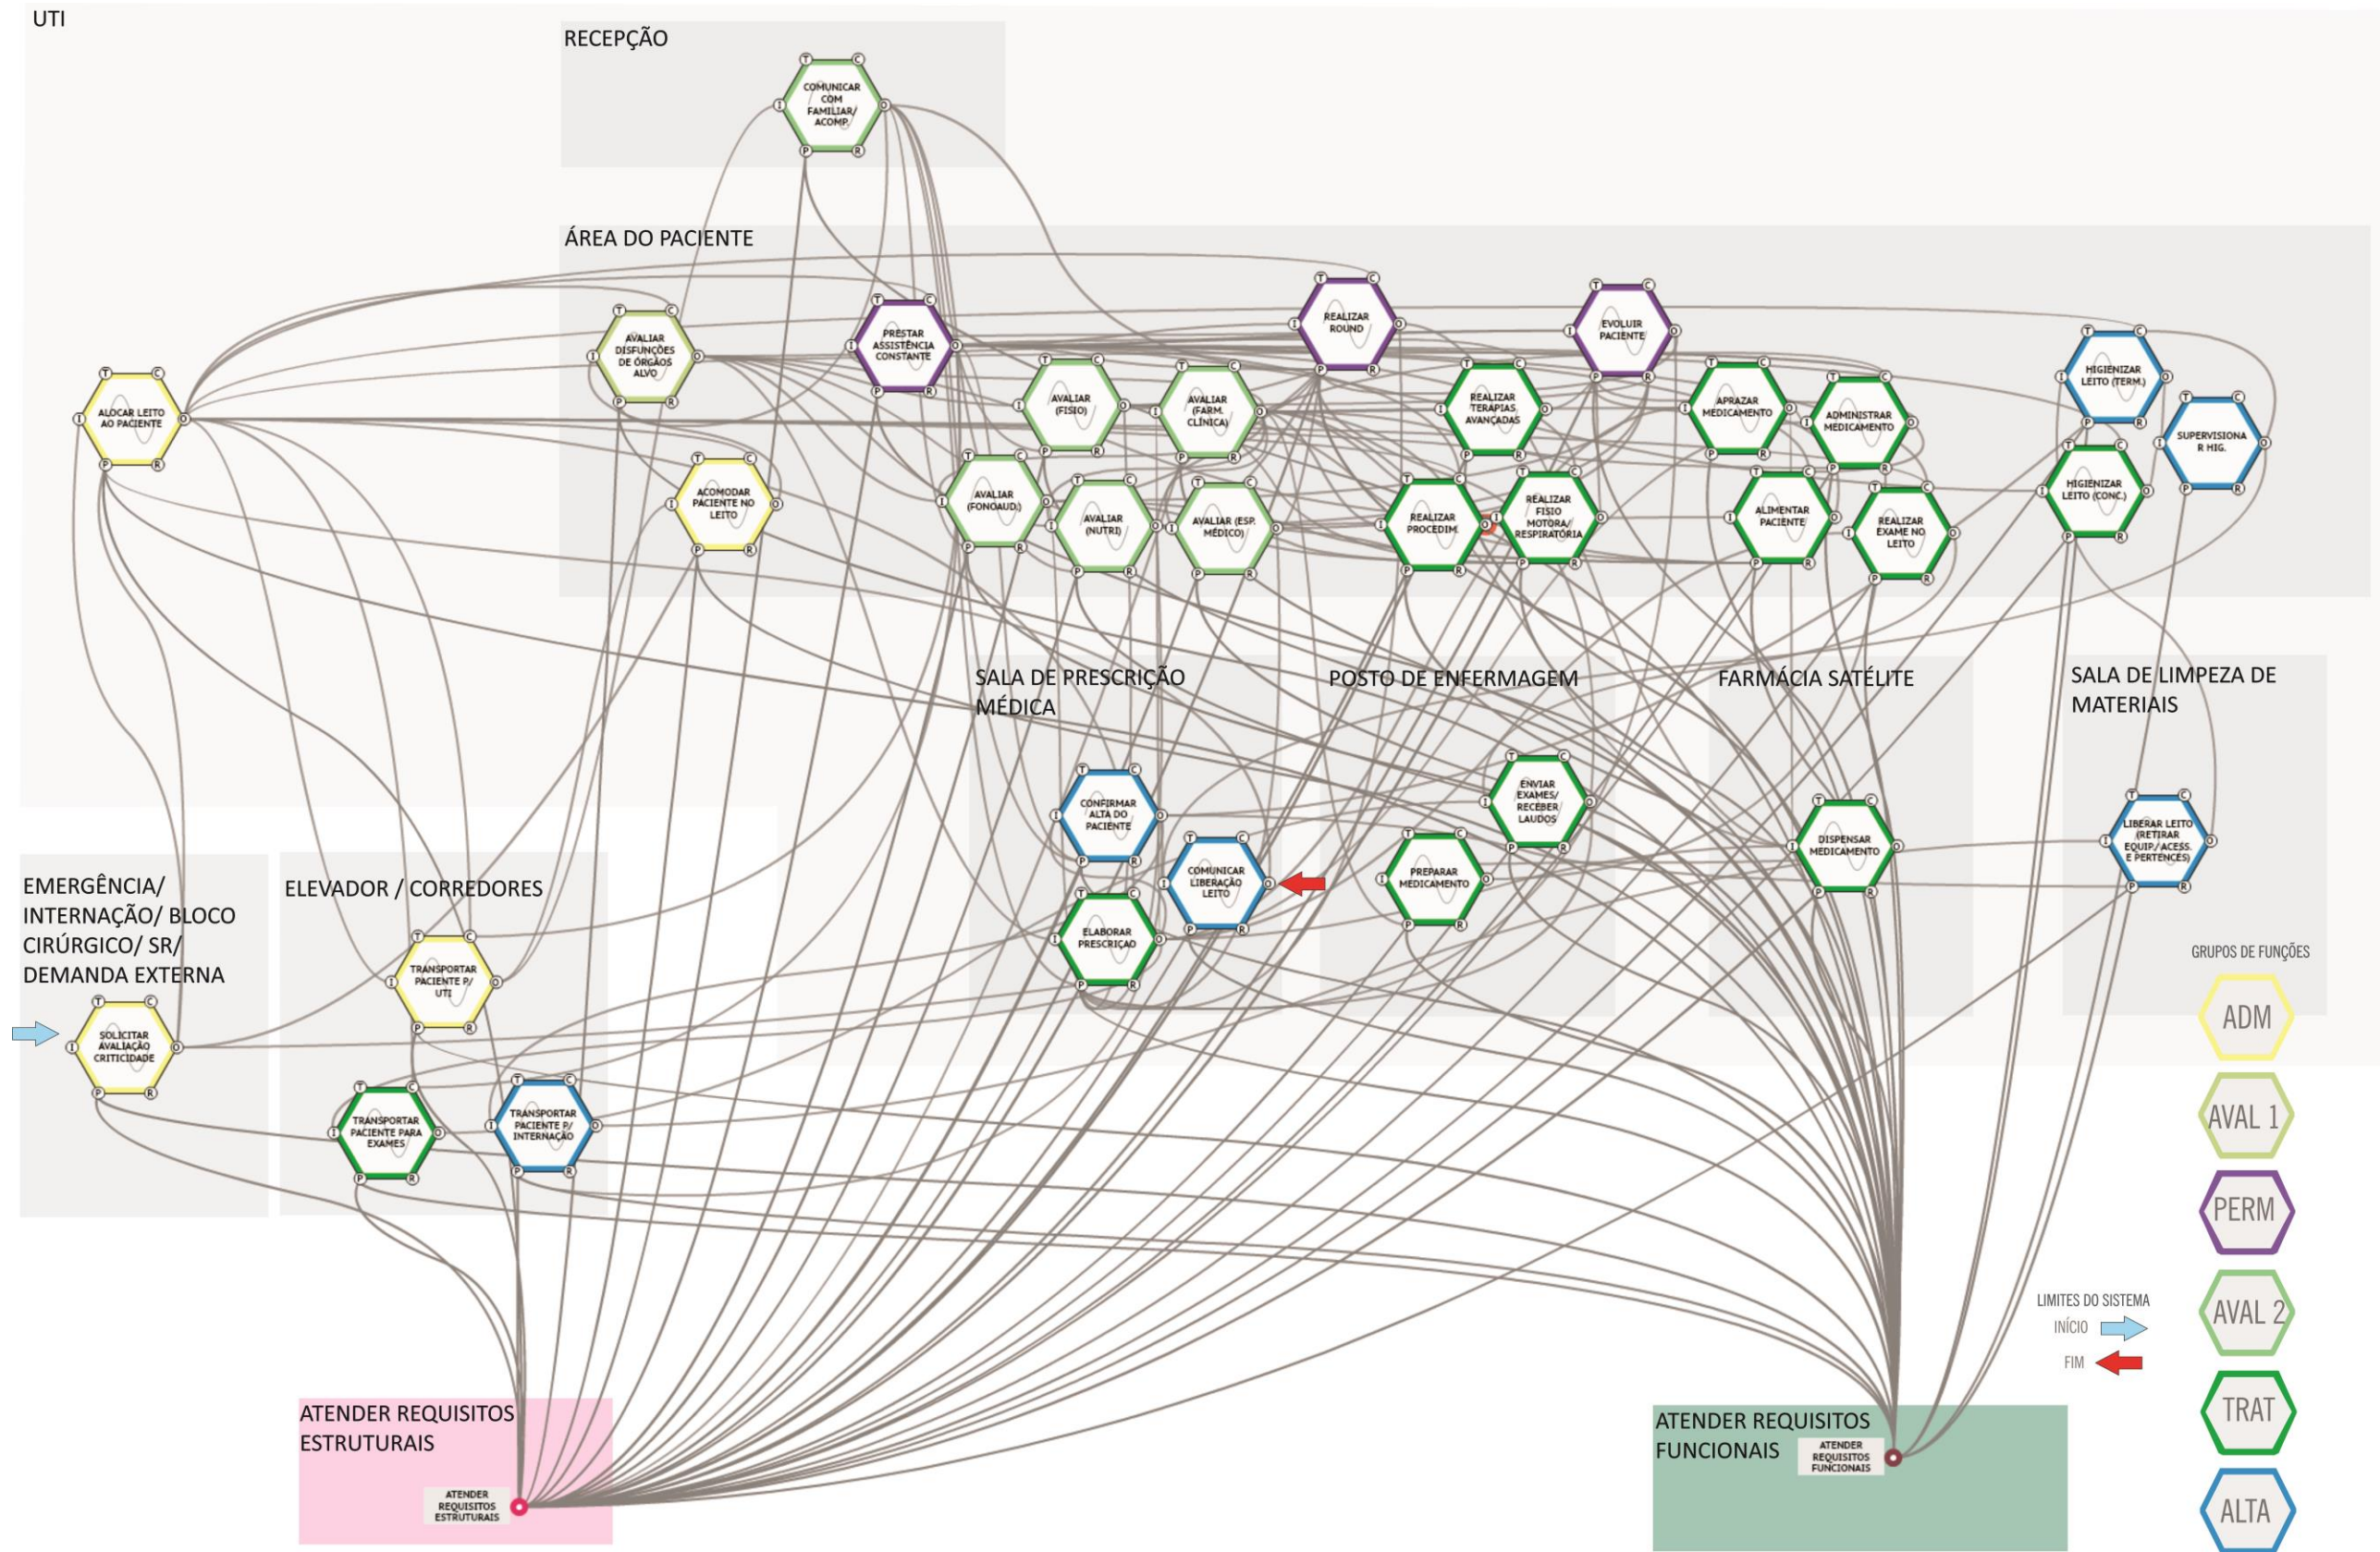 UTI
RECEPÇÃO
COMUNICAR
COM
FAMILIAR/
ACOMP.
ÁREA DO PACIENTE
ALOCAR LEITO
AO PACIENTE
AVALIAR
DISFUNÇÕES
DE ÓRGÃOS
ALVO
PRESTAR
ASSISTÊNCIA
CONSTANTE
ACOMODAR
PACIENTE NO
LEITO
AVALIAR
(FISIO)
AVALIAR
(FARM.
CLÍNICA)
AVALIAR
(FONOAUD.)
AVALIAR
(NUTRI)
AVALIAR (ESP.
MÉDICO)
REALIZAR
ROUND
EVOLUIR
PACIENTE
REALIZAR
TERAPIAS
AVANÇADAS
REALIZAR
PROCEDIM.
REALIZAR
FISIO
MOTORA/
RESPIRATÓRIA
APRAZAR
MEDICAMENTO
ADMINISTRAR
MEDICAMENTO
ALIMENTAR
PACIENTE
REALIZAR
EXAME NO
LEITO
HIGIENIZAR
LEITO (TERM.)
SUPERVISIONA
R HIG.
HIGIENIZAR
LEITO (CONC.)
SALA DE PRESCRIÇÃO
MÉDICA
CONFIRMAR
ALTA DO
PACIENTE
COMUNICAR
LIBERAÇÃO
LEITO
ELABORAR
PRESCRIÇÃO
POSTO DE ENFERMAGEM
ENVIAR
EXAMES/
RECEBER
LAUDOS
PREPARAR
MEDICAMENTO
FARMÁCIA SATÉLITE
DISPENSAR
MEDICAMENTO
SALA DE LIMPEZA DE
MATERIAIS
LIBERAR LEITO
(RETIRAR
EQUIP/ ACESS.
E PERTENCES)
EMERGÊNCIA/
INTERNAÇÃO/ BLOCO
CIRÚRGICO/ SR/
DEMANDA EXTERNA
SOLICITAR
AVALIAÇÃO
CRITICIDADE
ELEVADOR / CORREDORES
TRANSPORTAR
PACIENTE P/
UTI
TRANSPORTAR
PACIENTE PARA
EXAMES
TRANSPORTAR
PACIENTE P/
INTERNAÇÃO
GRUPOS DE FUNÇÕES
ADM
AVAL 1
PERM
AVAL 2
TRAT
ALTA
LIMITES DO SISTEMA
INÍCIO
FIM
ATENDER REQUISITOS
ESTRUTURAIS
ATENDER
REQUISITOS
ESTRUTURAIS
ATENDER REQUISITOS
FUNCIONAIS
ATENDER
REQUISITOS
FUNCIONAIS